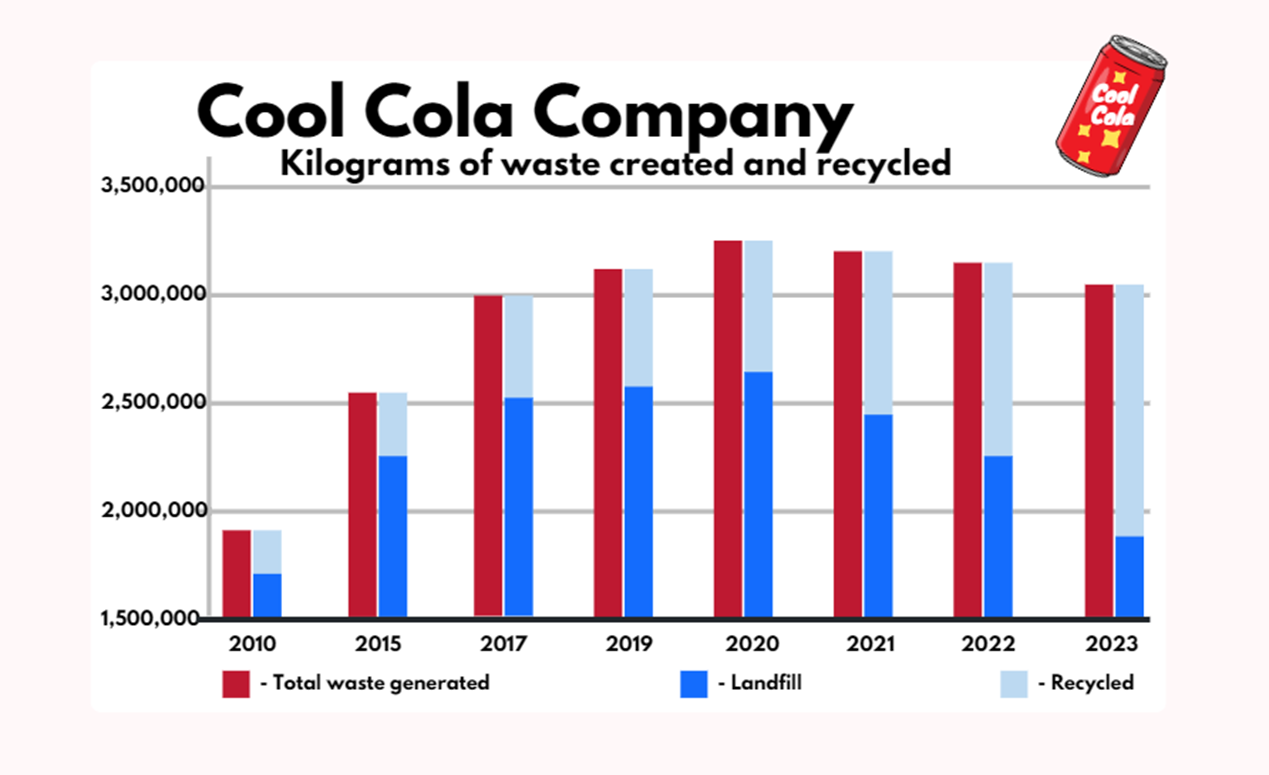 Cool Cola Company
Kilograms of waste created and recycled
Cool
Cola
3,500,000
3,000,000
2,500,000
2,000,000
1,500,000
2010 2015 2017 2019 2020 2021 2022 2023
- Total waste generated - Landfill - Recycled